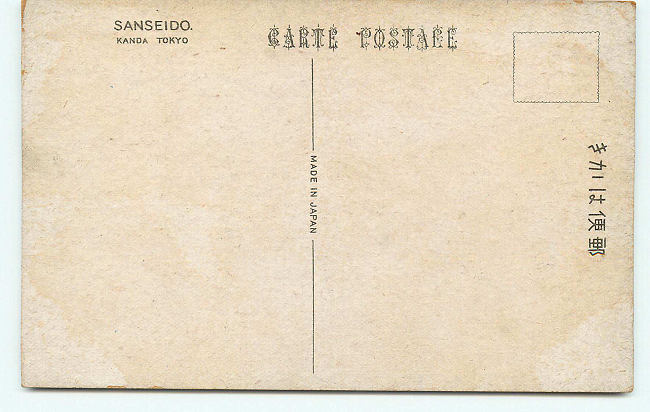 SANSEIDO.
KANDA TOKYO
CARTE POSTALE
MADE IN JAPAN
郵便はかき